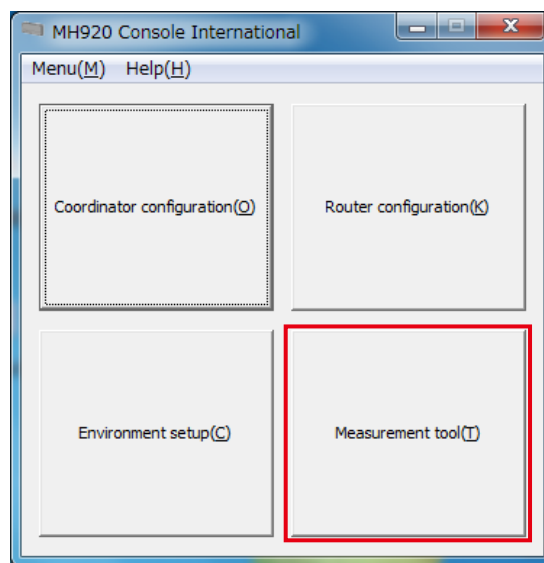 MH920 Console International
Menu(M) Help(H)
Coordinator configuration(O)
Router configuration(K)
Environment setup(C)
Measurement tool(T)